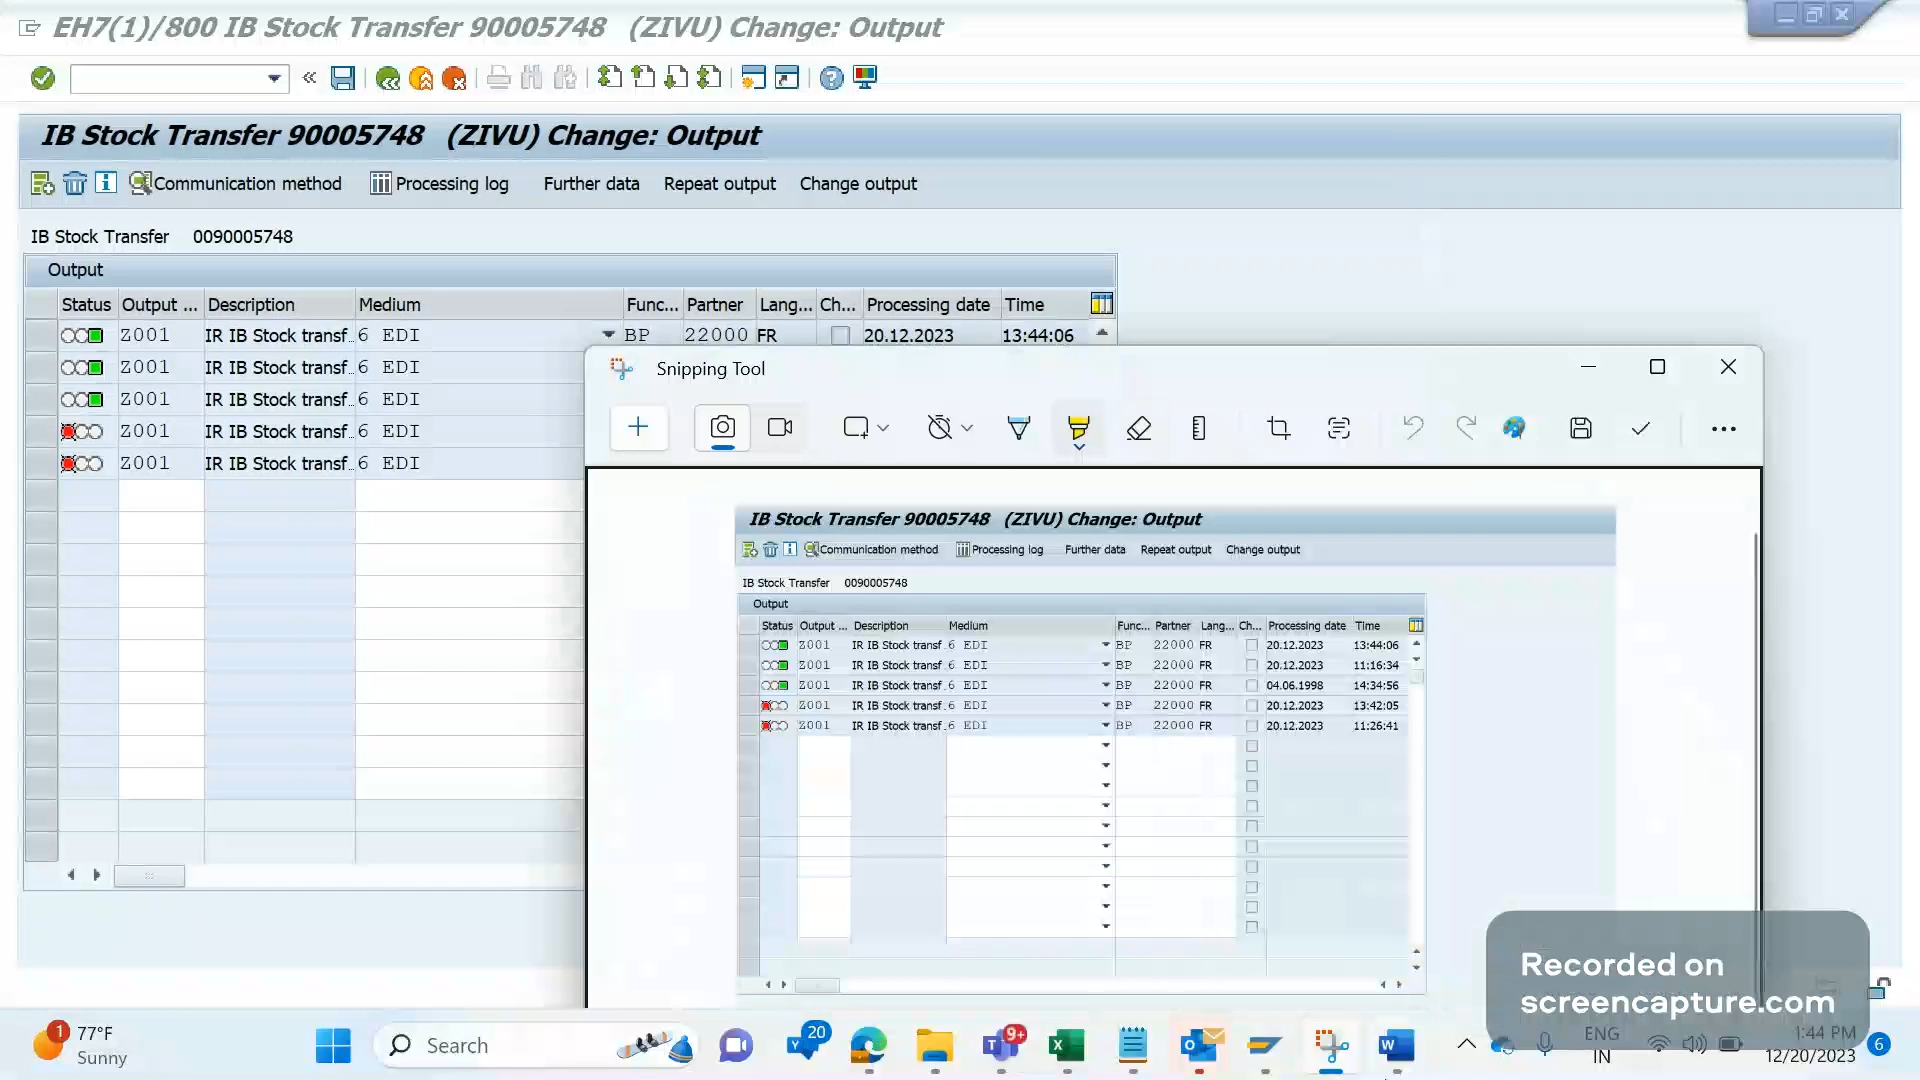 EH7(1)/800 IB Stock Transfer 90005748 (ZIVU) Change: Output
IB Stock Transfer 90005748 (ZIVU) Change: Output
Communication method Processing log Further data Repeat output Change output
IB Stock Transfer 0090005748
Output
Status Output ... Description Medium Func... Partner Lang... Ch... Processing date Time
Z001 IR IB Stock transf.. 6 EDI BP 22000 FR 20.12.2023 13:44:06
Z001 IR IB Stock transf.. 6 EDI
Z001 IR IB Stock transf.. 6 EDI
Z001 IR IB Stock transf.. 6 EDI
Z001 IR IB Stock transf.. 6 EDI
Snipping Tool
IB Stock Transfer 90005748 (ZIVU) Change: Output
Communication method Processing log Further data Repeat output Change output
IB Stock Transfer 0090005748
Output
Status Output ... Description Medium Func... Partner Lang... Ch... Processing date Time
Z001 IR IB Stock transf.. 6 EDI BP 22000 FR 20.12.2023 13:44:06
Z001 IR IB Stock transf.. 6 EDI BP 22000 FR 20.12.2023 11:16:34
Z001 IR IB Stock transf.. 6 EDI BP 22000 FR 04.06.1998 14:34:56
Z001 IR IB Stock transf.. 6 EDI BP 22000 FR 20.12.2023 13:42:05
Z001 IR IB Stock transf.. 6 EDI BP 22000 FR 20.12.2023 11:26:41
Recorded on
screencapture.com
1 77°F
Sunny
Search
20
9+
ENG
IN
1:44 PM
12/20/2023
6